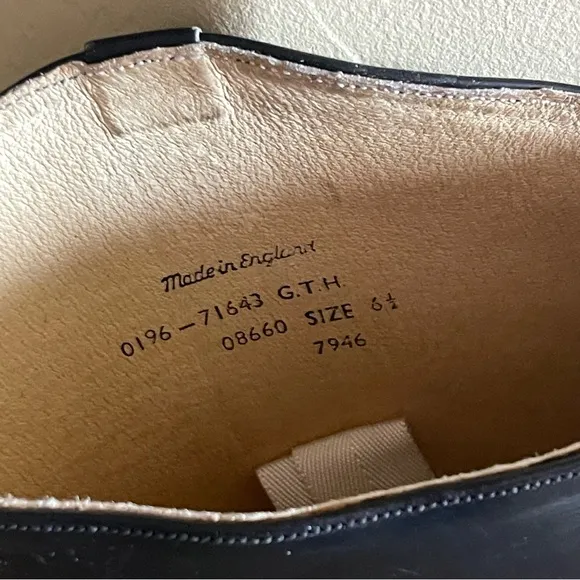 Made in England
0196-71643 G.T.H.
08660 SIZE 6½
7946